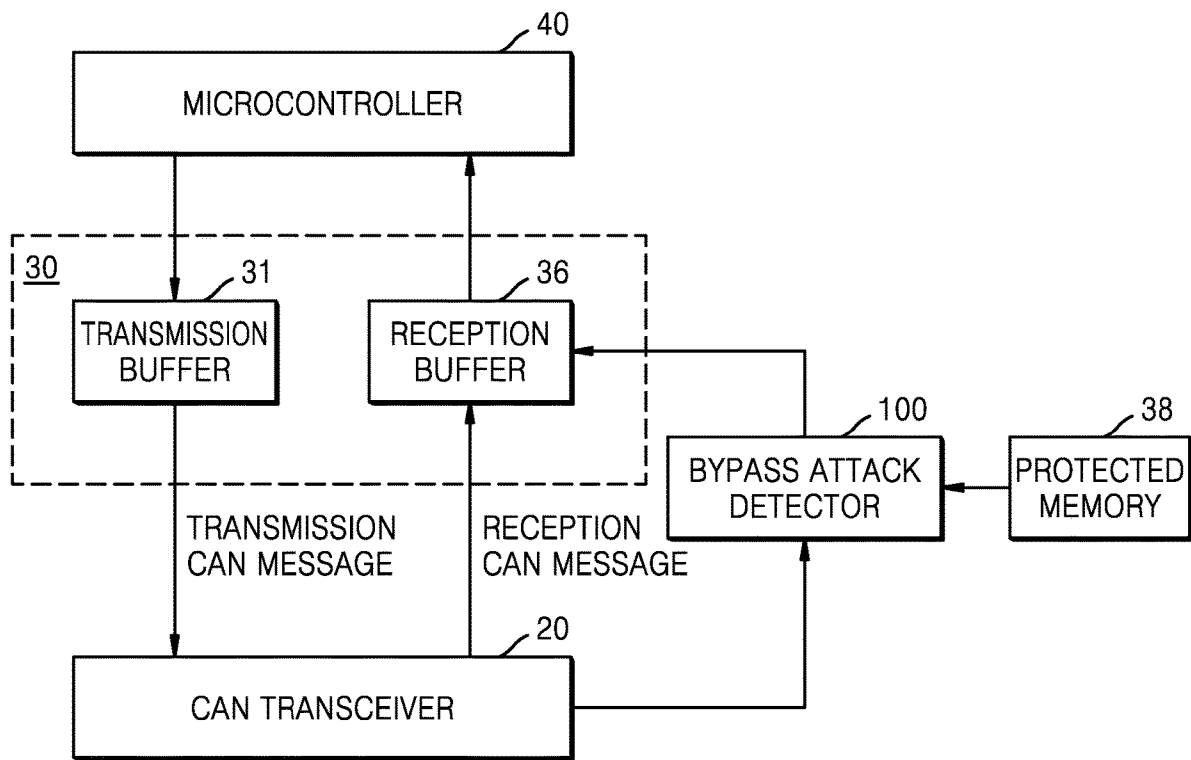 40
MICROCONTROLLER
30
31
TRANSMISSION
BUFFER
36
RECEPTION
BUFFER
100
BYPASS ATTACK
DETECTOR
38
PROTECTED
MEMORY
TRANSMISSION
CAN MESSAGE
RECEPTION
CAN MESSAGE
20
CAN TRANSCEIVER